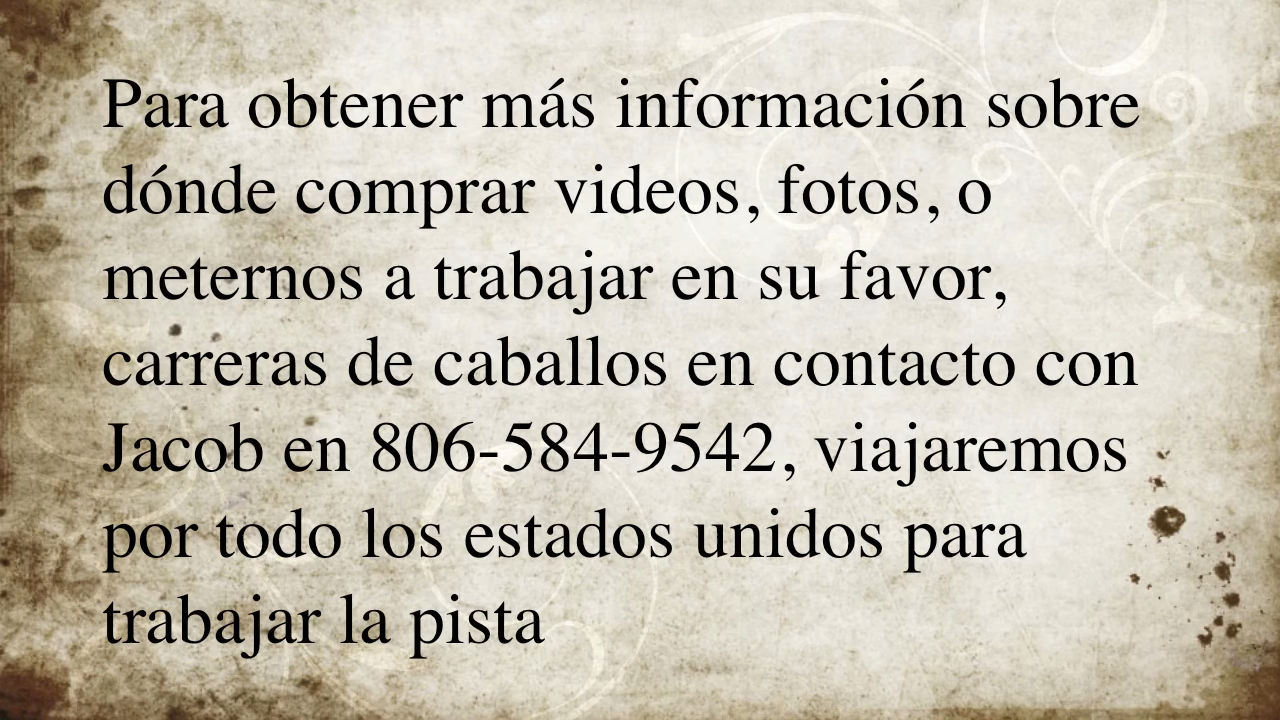 Para obtener más información sobre
dónde comprar videos, fotos, o
meternos a trabajar en su favor,
carreras de caballos en contacto con
Jacob en 806-584-9542, viajaremos
por todo los estados unidos para
trabajar la pista